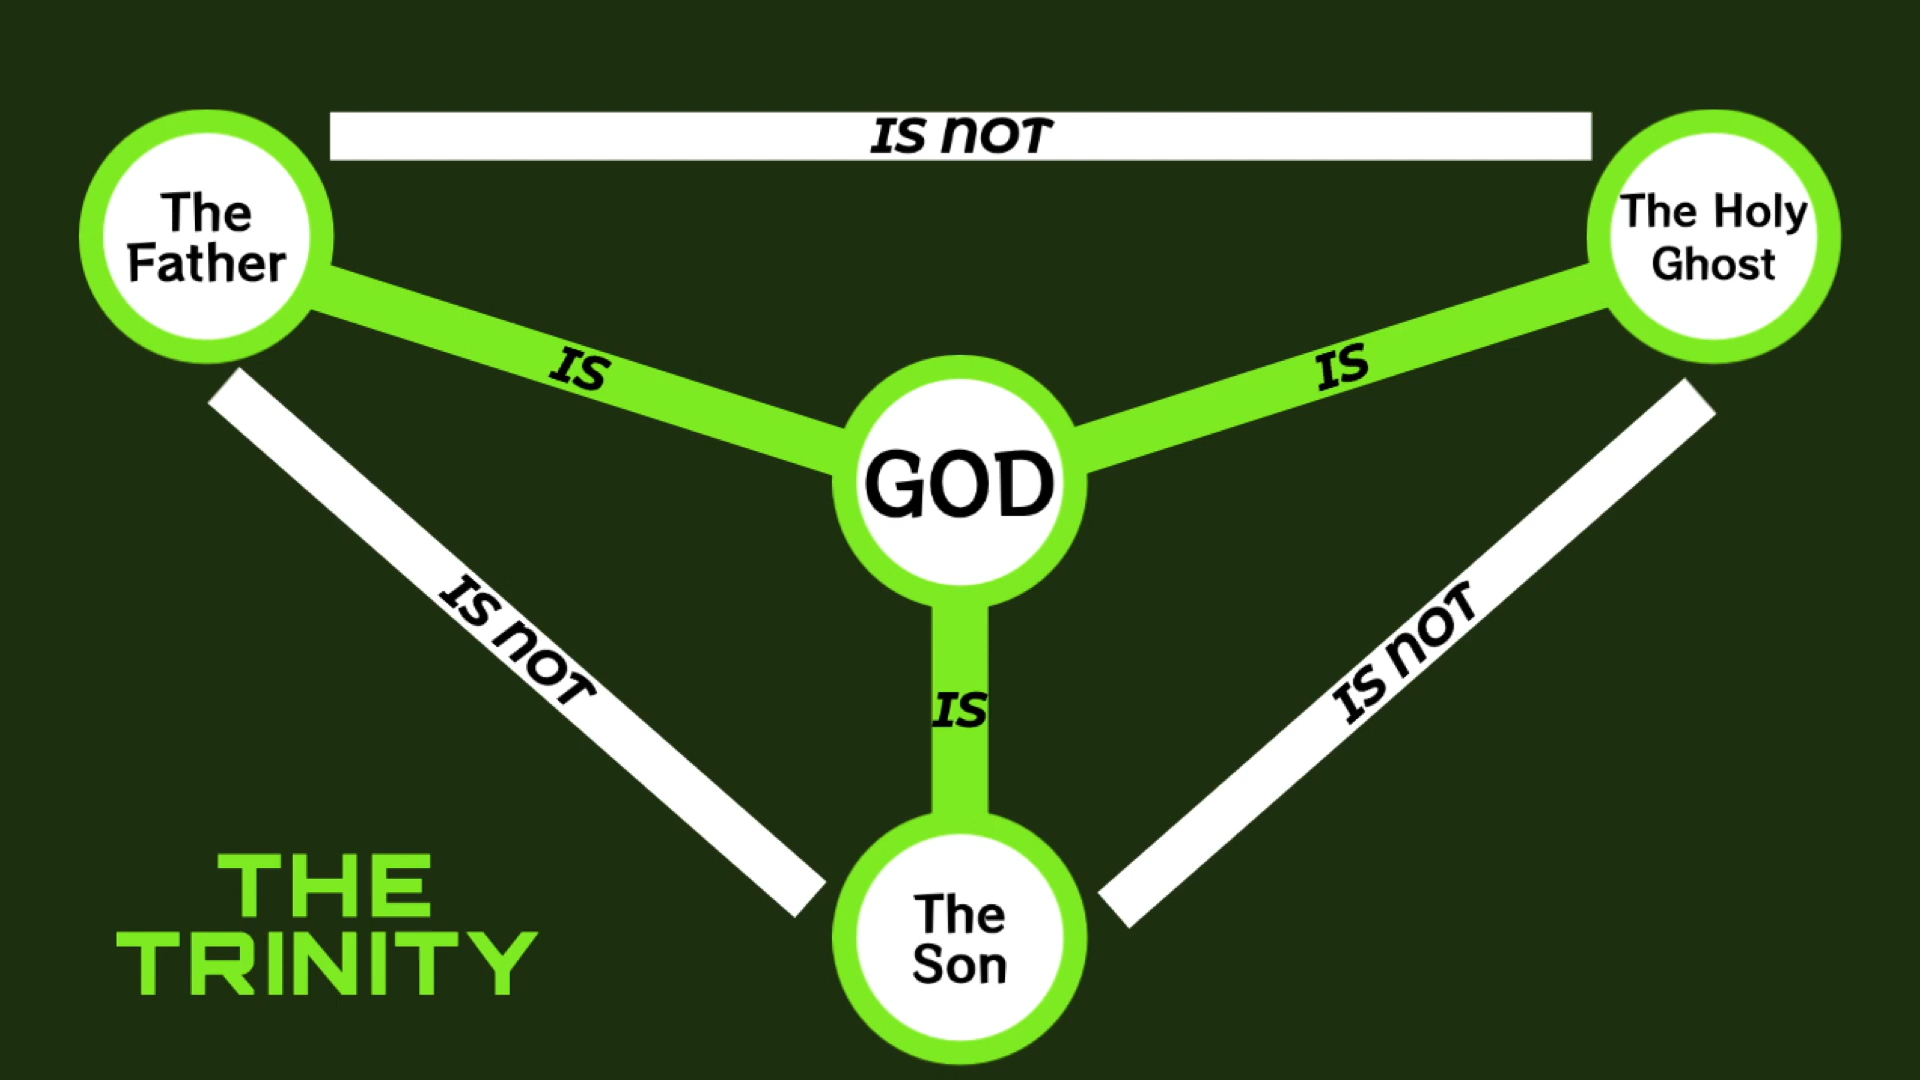 IS NOT
The
Father
The Holy
Ghost
IS
IS
GOD
IS NOT
IS NOT
IS
The
Son
THE
TRINITY